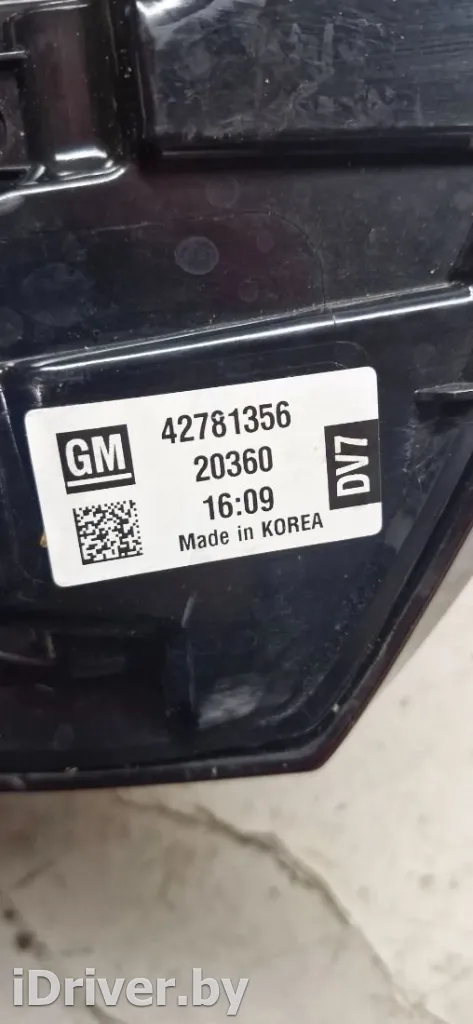 GM
42781356
20360
16:09
Made in KOREA
DV7
iDriver.by